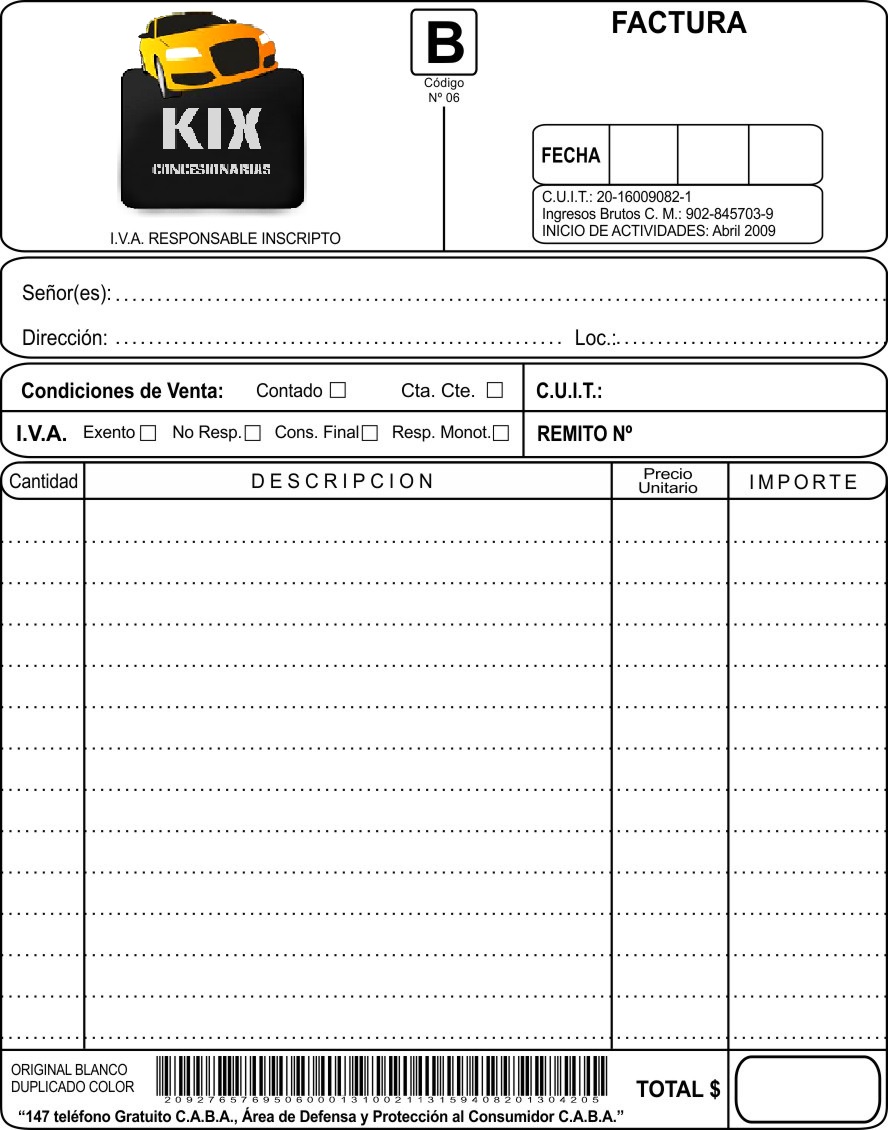 KIX
CONCESIONARIAS
I.V.A. RESPONSABLE INSCRIPTO
B
Código
Nº 06
FACTURA
FECHA
C.U.I.T.: 20-16009082-1
Ingresos Brutos C. M.: 902-845703-9
INICIO DE ACTIVIDADES: Abril 2009
Señor(es):
Dirección: Loc.:
Condiciones de Venta: Contado Cta. Cte. C.U.I.T.:
I.V.A. Exento No Resp. Cons. Final Resp. Monot. REMITO Nº
Cantidad DESCRIPCION Precio Unitario IMPORTE
ORIGINAL BLANCO
DUPLICADO COLOR
20927657695060000131002113159408201304205
TOTAL $
“147 teléfono Gratuito C.A.B.A., Área de Defensa y Protección al Consumidor C.A.B.A.”